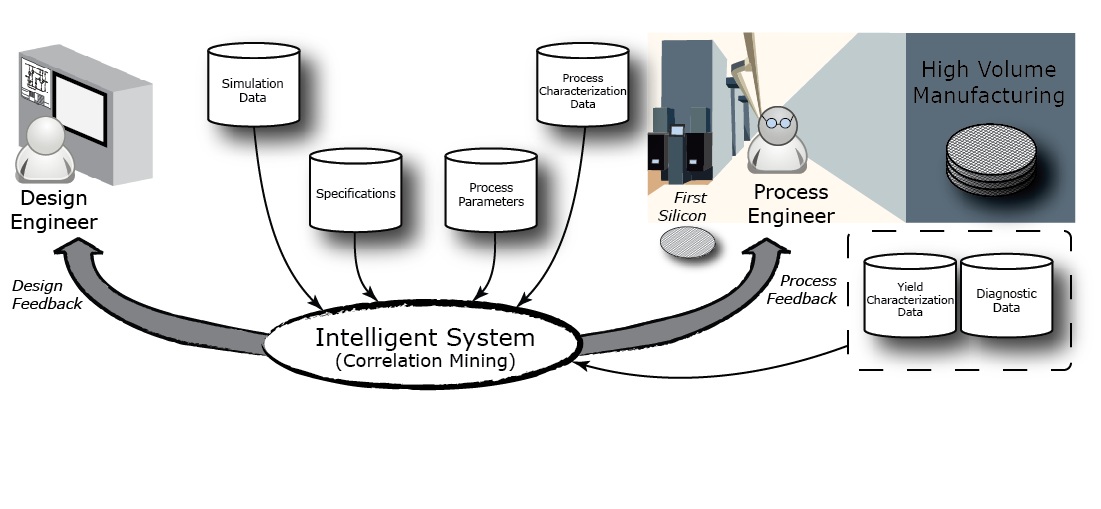 Simulation
Data
Process
Characterization
Data
High Volume
Manufacturing
Specifications
Process
Parameters
Design
Engineer
First
Silicon
Process
Engineer
Design
Feedback
Process
Feedback
Yield
Characterization
Data
Diagnostic
Data
Intelligent System
(Correlation Mining)